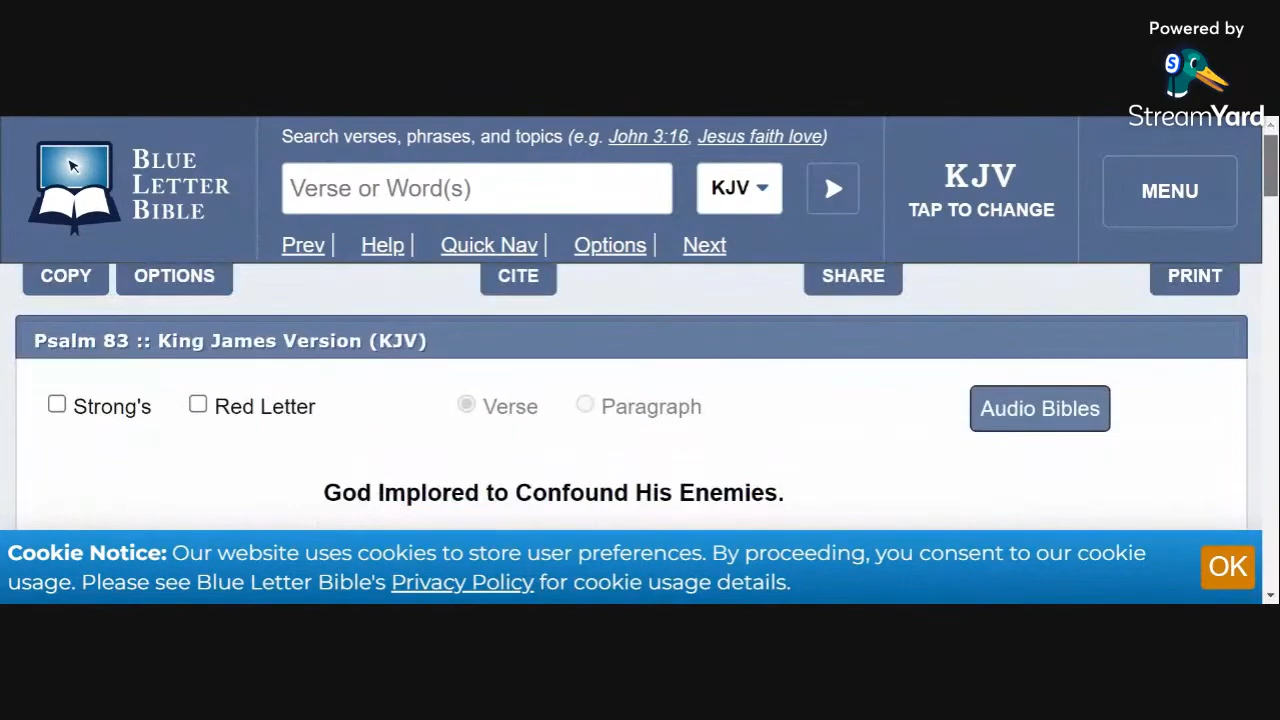 Powered by
S
StreamYard
Search verses, phrases, and topics (e.g. John 3:16, Jesus faith love)
BLUE
LETTER
BIBLE
Verse or Word(s)
KJV
KJV
TAP TO CHANGE
MENU
Prev | Help | Quick Nav | Options | Next
COPY OPTIONS CITE SHARE PRINT
Psalm 83 :: King James Version (KJV)
Strong's Red Letter Verse Paragraph Audio Bibles
God Implored to Confound His Enemies.
Cookie Notice: Our website uses cookies to store user preferences. By proceeding, you consent to our cookie
usage. Please see Blue Letter Bible's Privacy Policy for cookie usage details.
OK